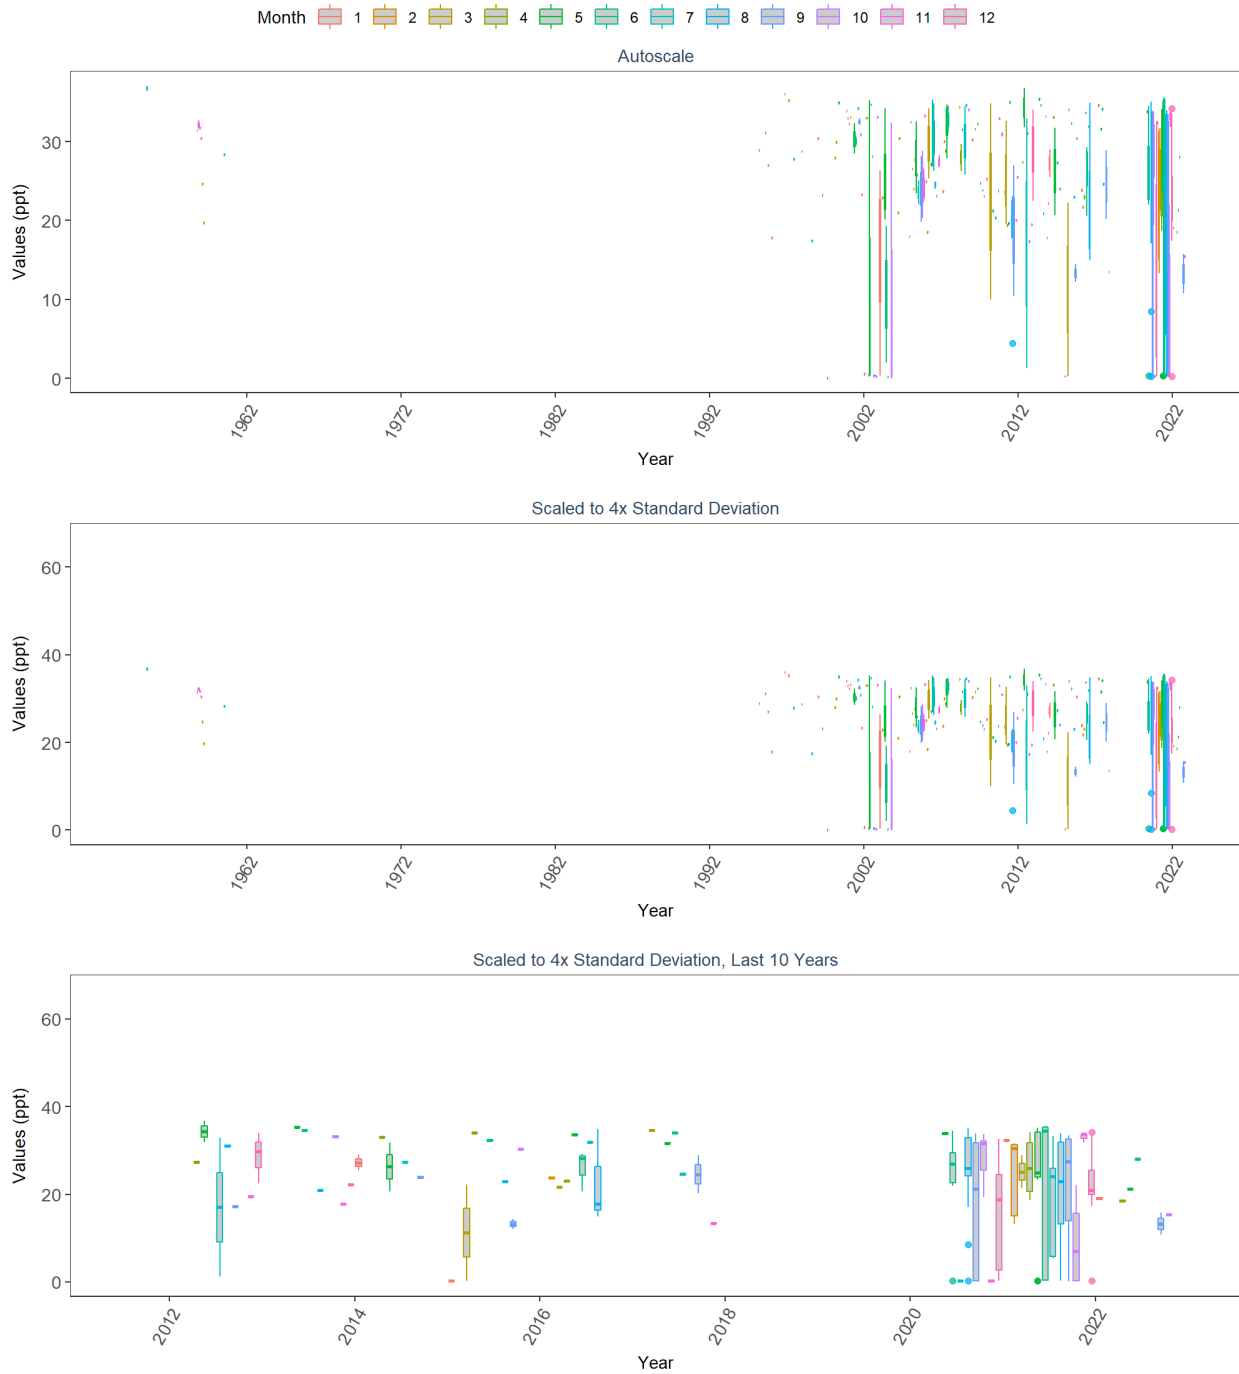 Month 1 2 3 4 5 6 7 8 9 10 11 12
Autoscale
Values (ppt)
30
20
10
0
1962 1972 1982 1992 2002 2012 2022
Year
Scaled to 4x Standard Deviation
Values (ppt)
60
40
20
0
1962 1972 1982 1992 2002 2012 2022
Year
Scaled to 4x Standard Deviation, Last 10 Years
Values (ppt)
60
40
20
0
2012 2014 2016 2018 2020 2022
Year